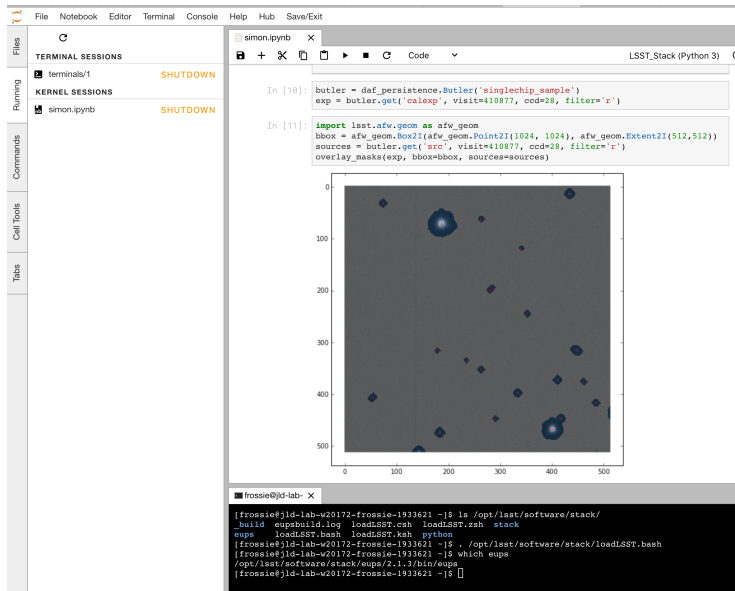 File Notebook Editor Terminal Console Help Hub Save/Exit
Files
Running
Commands
Cell Tools
Tabs
TERMINAL SESSIONS
terminals/1 SHUTDOWN
KERNEL SESSIONS
simon.ipynb SHUTDOWN
simon.ipynb
Code LSST_Stack (Python 3)
In [10]: butler = daf_persistence.Butler('singlechip_sample')
exp = butler.get('calexp', visit=410877, ccd=28, filter='r')
In [11]: import lsst.afw.geom as afw_geom
bbox = afw_geom.Box2I(afw_geom.Point2I(1024, 1024), afw_geom.Extent2I(512,512))
sources = butler.get('src', visit=410877, ccd=28, filter='r')
overlay_masks(exp, bbox=bbox, sources=sources)
0
100
200
300
400
500
0 100 200 300 400 500
frossie@jld-lab-
[frossie@jld-lab-w20172-frossie-1933621 ~]$ ls /opt/lsst/software/stack/
_build eupsbuild.log loadLSST.csh loadLSST.zsh stack
eups loadLSST.bash loadLSST.ksh python
[frossie@jld-lab-w20172-frossie-1933621 ~]$ . /opt/lsst/software/stack/loadLSST.bash
[frossie@jld-lab-w20172-frossie-1933621 ~]$ which eups
/opt/lsst/software/stack/eups/2.1.3/bin/eups
[frossie@jld-lab-w20172-frossie-1933621 ~]$